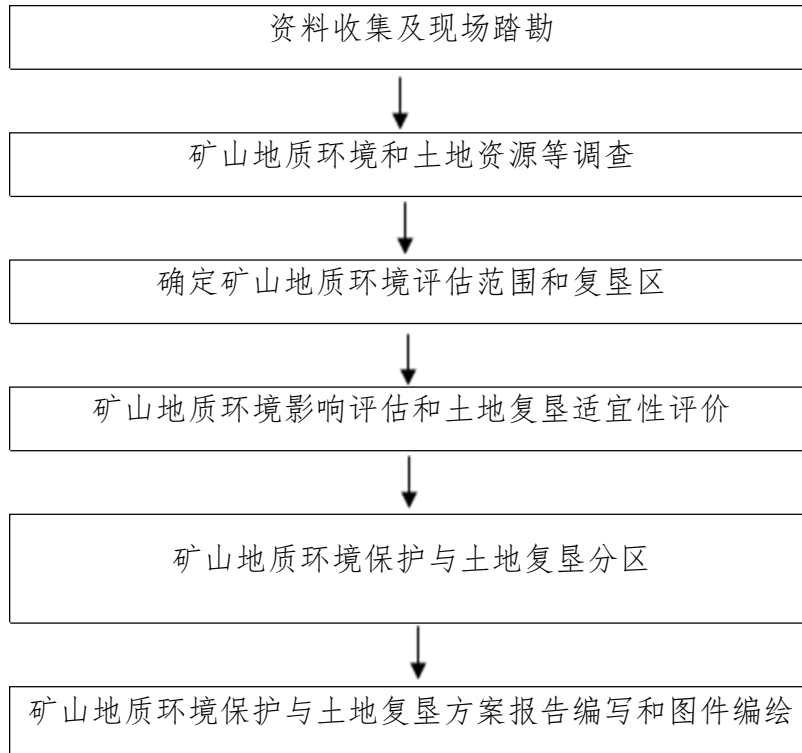 资料收集及现场踏勘
矿山地质环境和土地资源等调查
确定矿山地质环境评估范围和复垦区
矿山地质环境影响评估和土地复垦适宜性评价
矿山地质环境保护与土地复垦分区
矿山地质环境保护与土地复垦方案报告编写和图件编绘